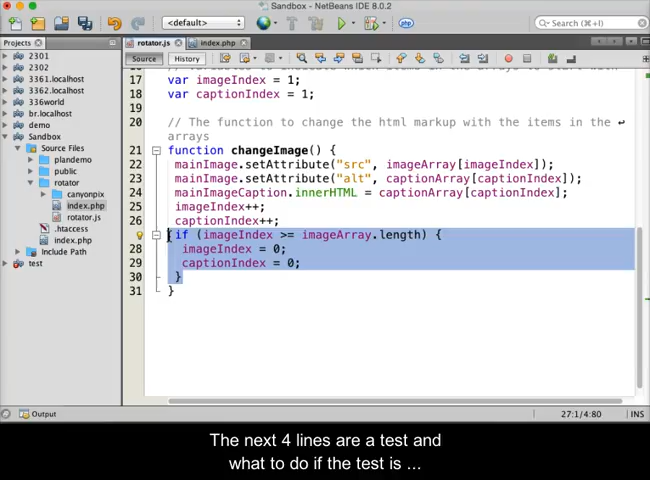 Sandbox - NetBeans IDE 8.0.2
<default>
php
Search (⌘+I)
Projects
2301
2302
3361.localhost
3362.localhost
336world
br.localhost
demo
Sandbox
Source Files
plandemo
public
rotator
canyonpix
index.php
rotator.js
.htaccess
index.php
Include Path
test
rotator.js
index.php
Source
History
17 var imageIndex = 1;
18 var captionIndex = 1;
19
20 // The function to change the html markup with the items in the ↩
arrays
21 function changeImage() {
22 mainImage.setAttribute("src", imageArray[imageIndex]);
23 mainImage.setAttribute("alt", captionArray[captionIndex]);
24 mainImageCaption.innerHTML = captionArray[captionIndex];
25 imageIndex++;
26 captionIndex++;
if (imageIndex >= imageArray.length) {
28 imageIndex = 0;
29 captionIndex = 0;
30 }
31 }
Output
27:1/4:80
INS
The next 4 lines are a test and
what to do if the test is ...